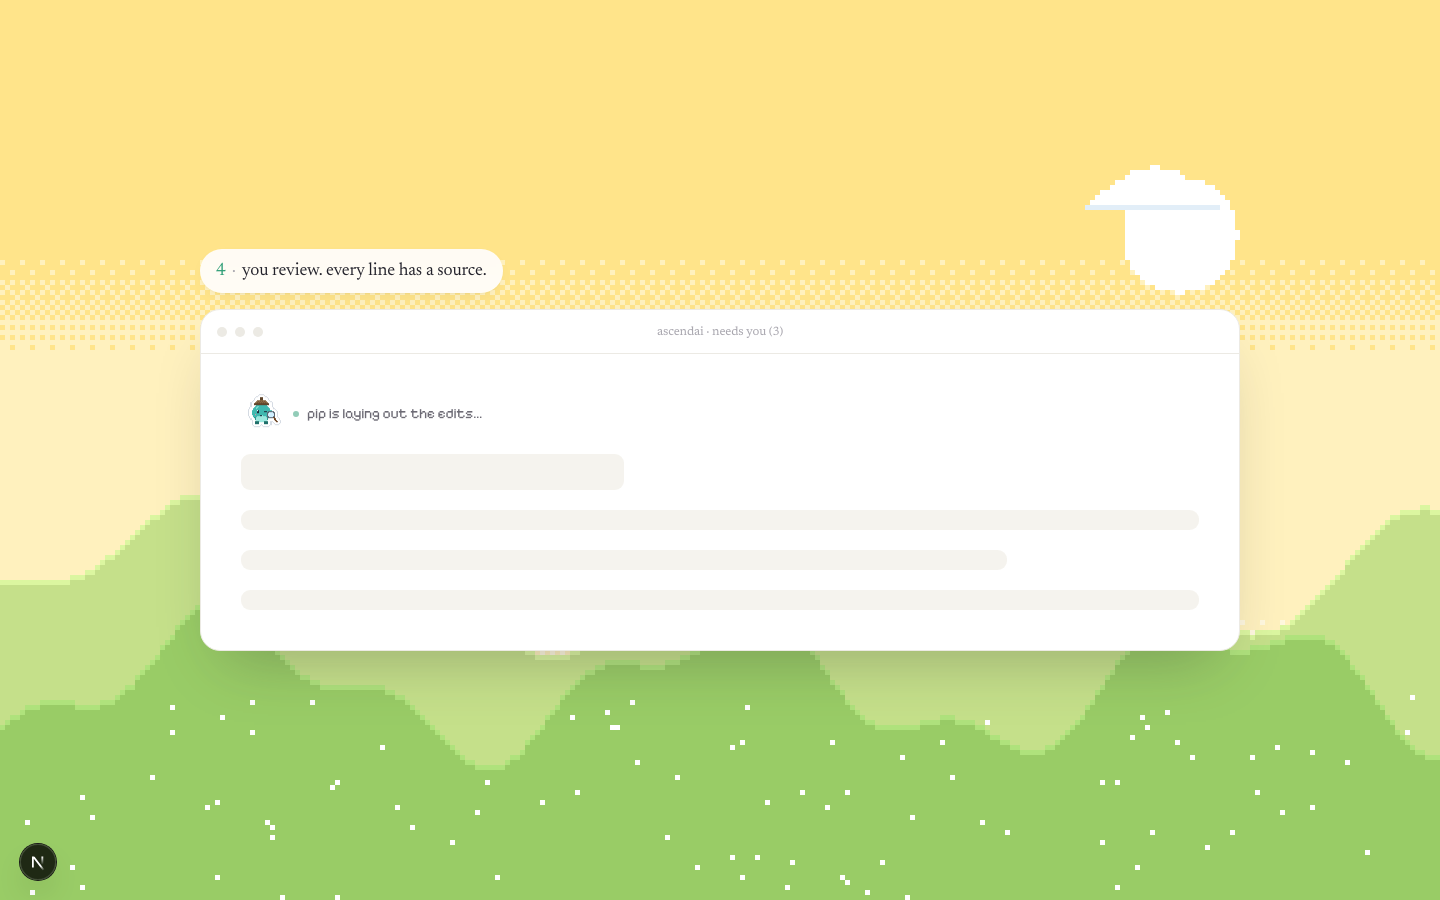 4 · you review. every line has a source.
ascendai · needs you (3)
pip is laying out the edits...
N